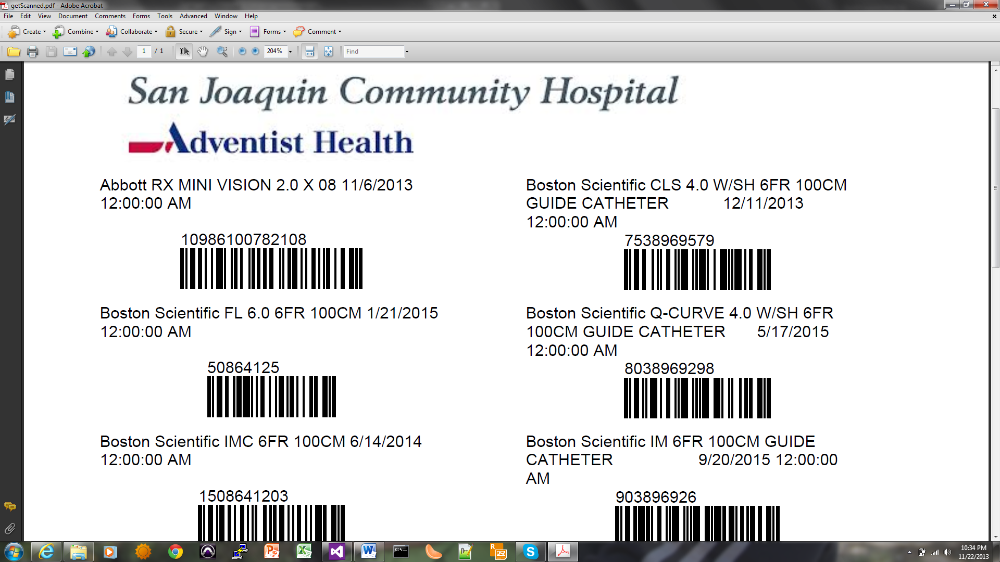 getScanned.pdf - Adobe Acrobat
File Edit View Document Comments Forms Tools Advanced Window Help
Create Combine Collaborate Secure Sign Forms Comment
1 / 1 204% Find
San Joaquin Community Hospital
Adventist Health
Abbott RX MINI VISION 2.0 X 08 11/6/2013
12:00:00 AM
10986100782108
Boston Scientific CLS 4.0 W/SH 6FR 100CM
GUIDE CATHETER 12/11/2013
12:00:00 AM
7538969579
Boston Scientific FL 6.0 6FR 100CM 1/21/2015
12:00:00 AM
50864125
Boston Scientific Q-CURVE 4.0 W/SH 6FR
100CM GUIDE CATHETER 5/17/2015
12:00:00 AM
8038969298
Boston Scientific IMC 6FR 100CM 6/14/2014
12:00:00 AM
1508641203
Boston Scientific IM 6FR 100CM GUIDE
CATHETER 9/20/2015 12:00:00
AM
903896926
10:34 PM
11/22/2013